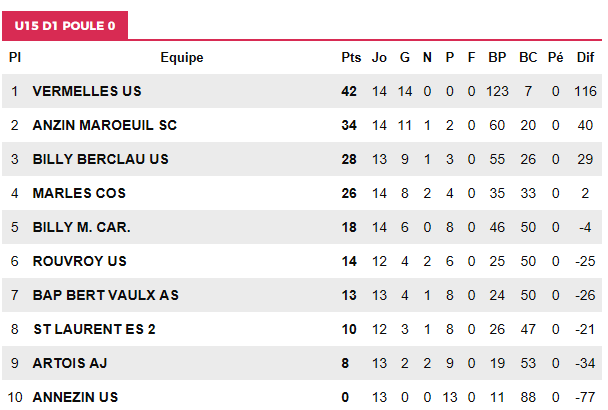 U15 D1 POULE 0
Pl Equipe Pts Jo G N P F BP BC Pé Dif
1 VERMELLES US 42 14 14 0 0 0 123 7 0 116
2 ANZIN MAROEUIL SC 34 14 11 1 2 0 60 20 0 40
3 BILLY BERCLAU US 28 13 9 1 3 0 55 26 0 29
4 MARLES COS 26 14 8 2 4 0 35 33 0 2
5 BILLY M. CAR. 18 14 6 0 8 0 46 50 0 -4
6 ROUVROY US 14 12 4 2 6 0 25 50 0 -25
7 BAP BERT VAULX AS 13 13 4 1 8 0 24 50 0 -26
8 ST LAURENT ES 2 10 12 3 1 8 0 26 47 0 -21
9 ARTOIS AJ 8 13 2 2 9 0 19 53 0 -34
10 ANNEZIN US 0 13 0 0 13 0 11 88 0 -77